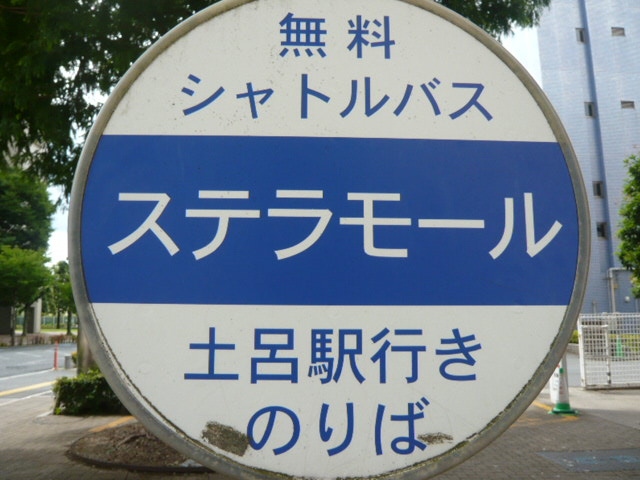 無料
シャトルバス
ステラモール
土呂駅行き
のりば